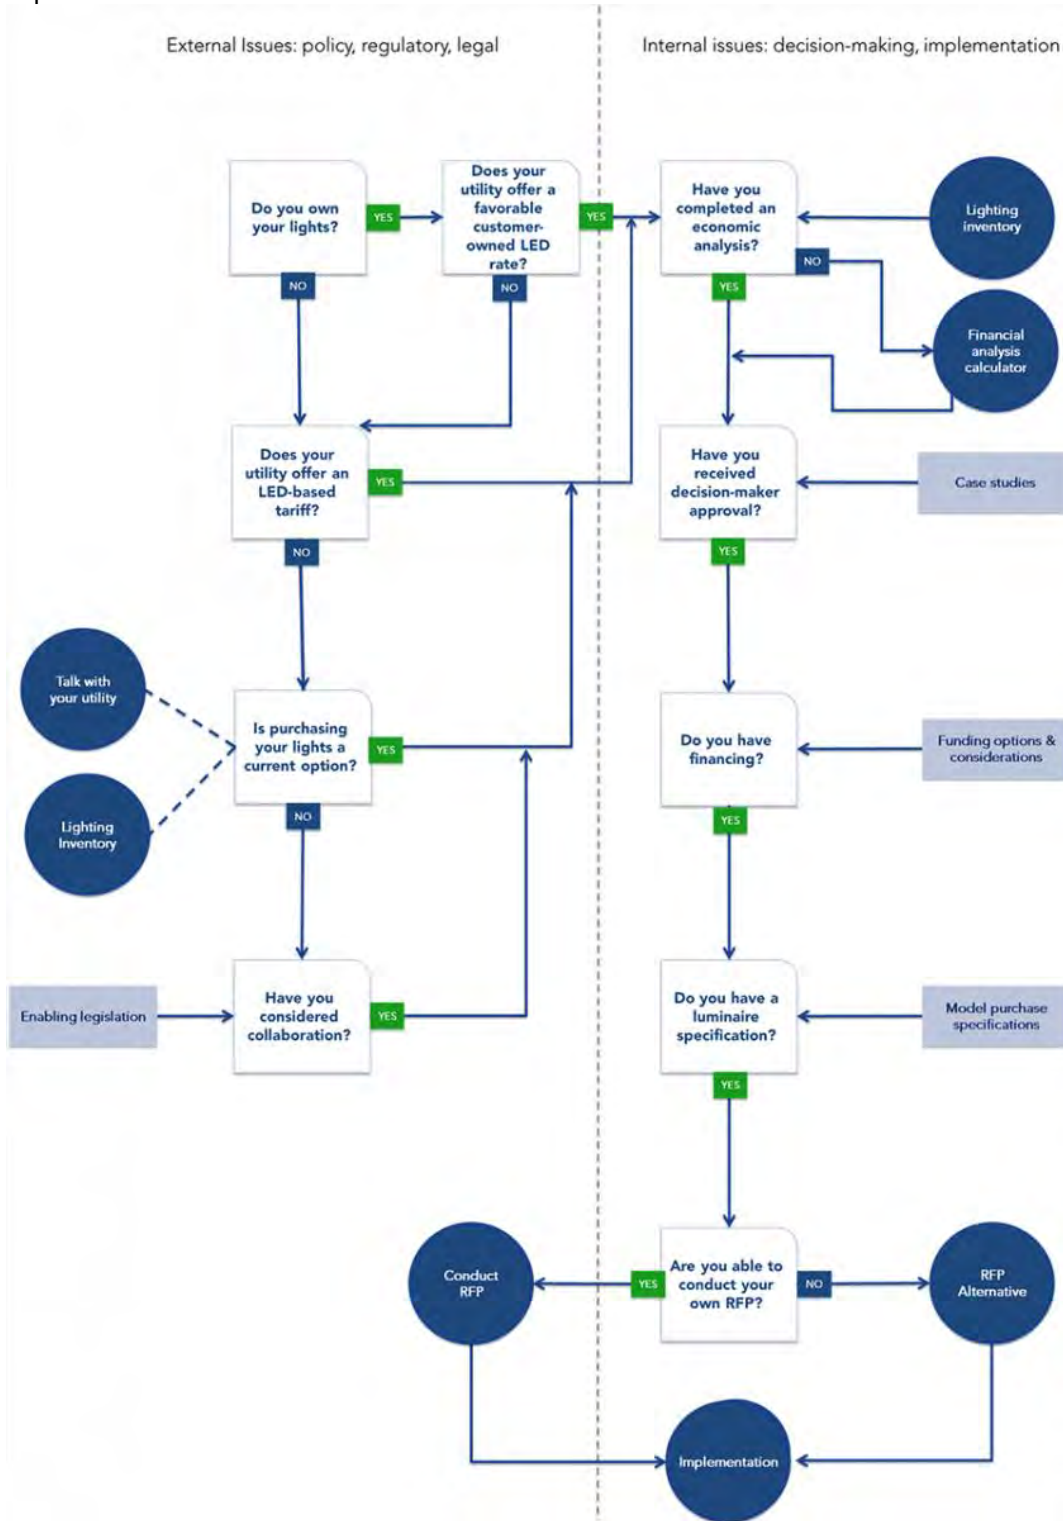 External Issues: policy, regulatory, legal
Internal issues: decision-making, implementation
Do you own
your lights?
YES
NO
Does your
utility offer a
favorable
customer-
owned LED
rate?
YES
NO
Have you
completed an
economic
analysis?
NO
YES
Lighting
inventory
Financial
analysis
calculator
Does your
utility offer an
LED-based
tariff?
YES
NO
Have you
received
decision-maker
approval?
YES
Case studies
Talk with
your utility
Lighting
Inventory
Is purchasing
your lights a
current option?
YES
NO
Do you have
financing?
YES
Funding options &
considerations
Enabling legislation
Have you
considered
collaboration?
YES
Do you have a
luminaire
specification?
YES
Model purchase
specifications
Conduct
RFP
YES
Are you able to
conduct your
own RFP?
NO
RFP
Alternative
Implementation